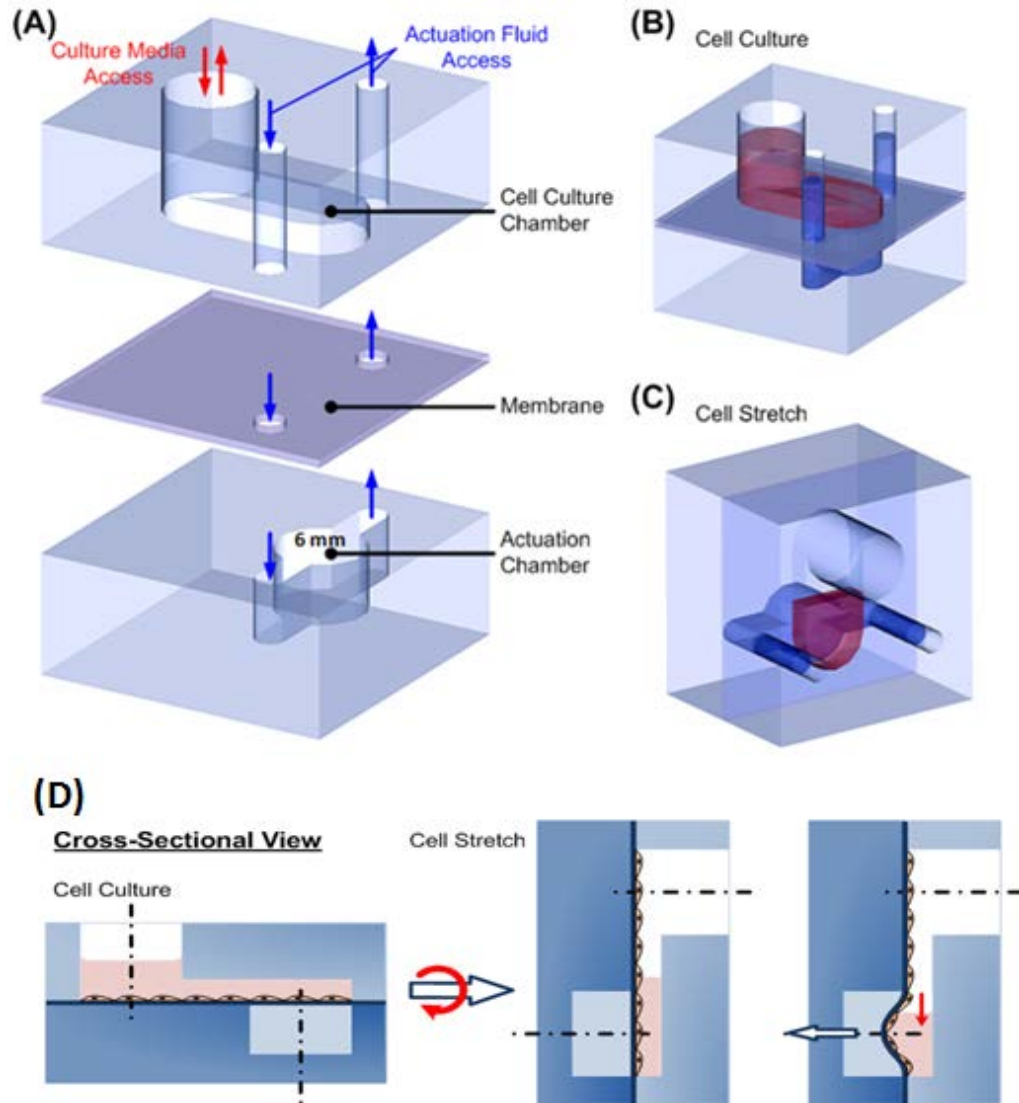 (A)
Culture Media
Access
Actuation Fluid
Access
Cell Culture
Chamber
Membrane
6 mm
Actuation
Chamber
(B)
Cell Culture
(C)
Cell Stretch
(D)
Cross-Sectional View
Cell Culture
Cell Stretch